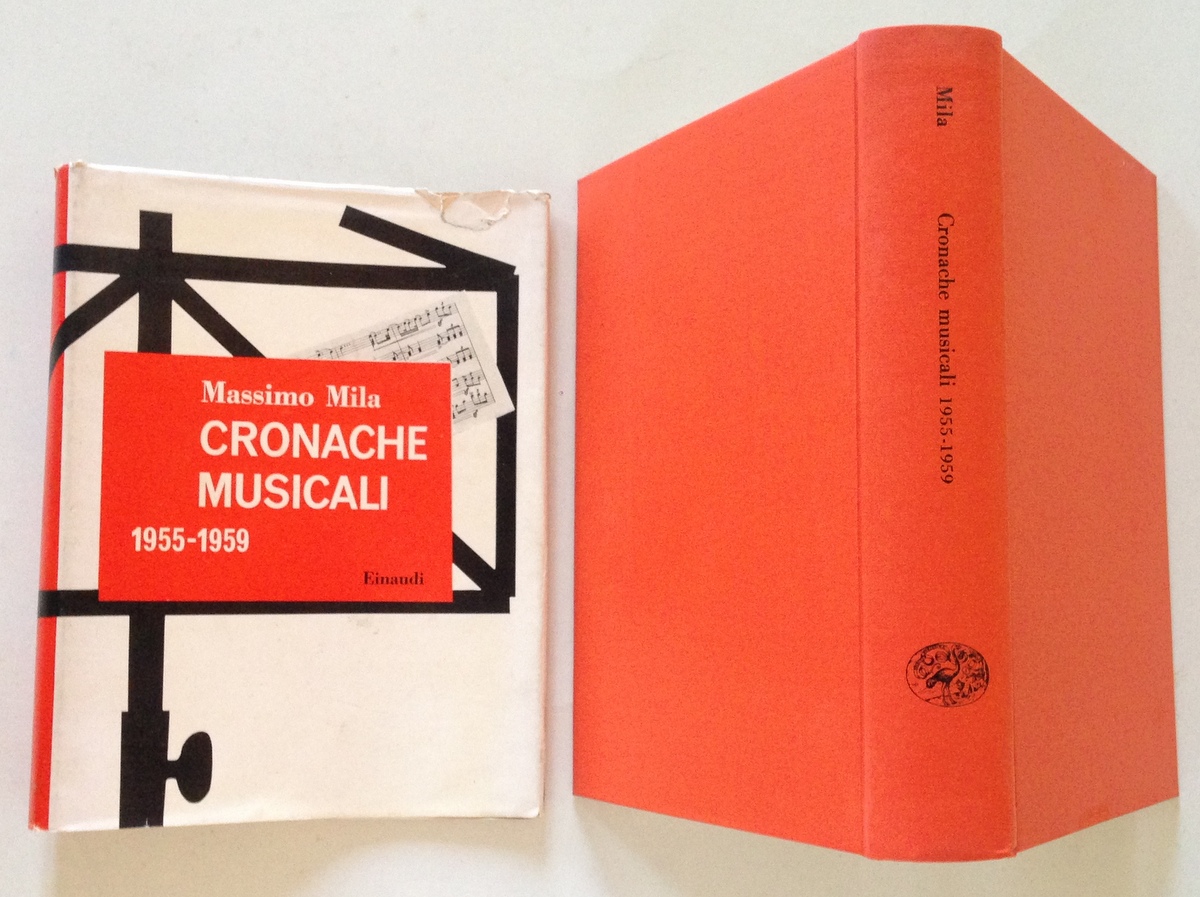 Massimo Mila
CRONACHE
MUSICALI
1955-1959
Einaudi
Mila
Cronache musicali 1955-1959